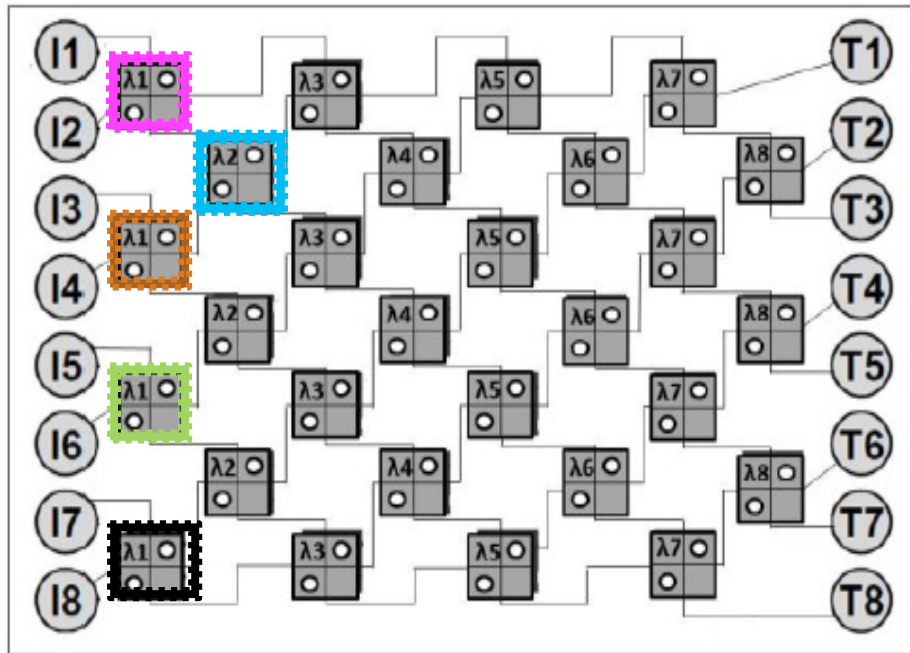 I1 T1
λ1 λ3 λ5 λ7
I2 T2
λ2 λ4 λ6 λ8
I3 T3
λ1 λ3 λ5 λ7
I4 T4
λ2 λ4 λ6 λ8
I5 T5
λ1 λ3 λ5 λ7
I6 T6
λ2 λ4 λ6 λ8
I7 T7
λ1 λ3 λ5 λ7
I8 T8